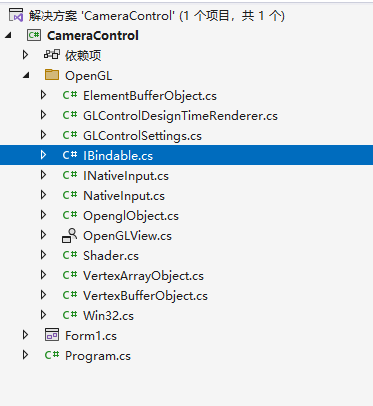 解决方案 'CameraControl' (1 个项目，共 1 个)
C# CameraControl
依赖项
OpenGL
C# ElementBufferObject.cs
C# GLControlDesignTimeRenderer.cs
C# GLControlSettings.cs
C# IBindable.cs
C# INativeInput.cs
C# NativeInput.cs
C# OpenglObject.cs
OpenGLView.cs
C# Shader.cs
C# VertexArrayObject.cs
C# VertexBufferObject.cs
C# Win32.cs
Form1.cs
C# Program.cs